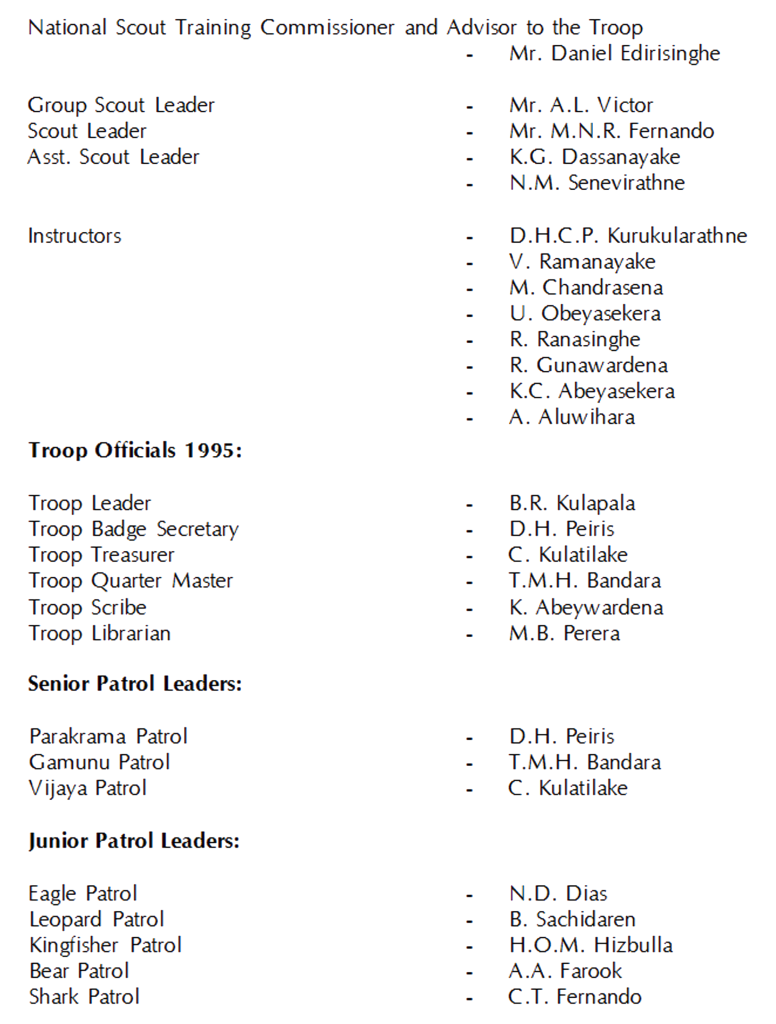 National Scout Training Commissioner and Advisor to the Troop
- Mr. Daniel Edirisinghe
Group Scout Leader - Mr. A.L. Victor
Scout Leader - Mr. M.N.R. Fernando
Asst. Scout Leader - K.G. Dassanayake
- N.M. Senevirathne
Instructors - D.H.C.P. Kurukularathne
- V. Ramanayake
- M. Chandrasena
- U. Obeyasekera
- R. Ranasinghe
- R. Gunawardena
- K.C. Abeyasekera
- A. Aluwihara
Troop Officials 1995:
Troop Leader - B.R. Kulapala
Troop Badge Secretary - D.H. Peiris
Troop Treasurer - C. Kulatilake
Troop Quarter Master - T.M.H. Bandara
Troop Scribe - K. Abeywardena
Troop Librarian - M.B. Perera
Senior Patrol Leaders:
Parakrama Patrol - D.H. Peiris
Gamunu Patrol - T.M.H. Bandara
Vijaya Patrol - C. Kulatilake
Junior Patrol Leaders:
Eagle Patrol - N.D. Dias
Leopard Patrol - B. Sachidaren
Kingfisher Patrol - H.O.M. Hizbulla
Bear Patrol - A.A. Farook
Shark Patrol - C.T. Fernando